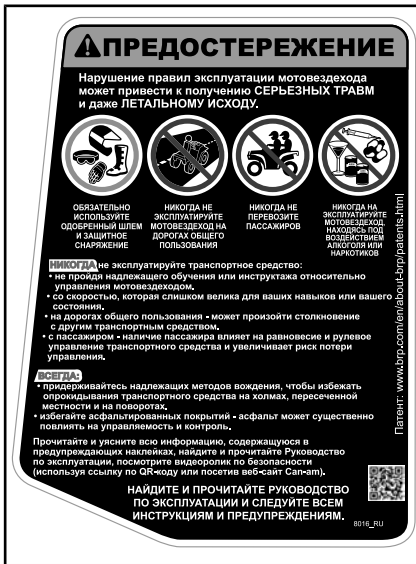 ПРЕДОСТЕРЕЖЕНИЕ
Нарушение правил эксплуатации мотовездехода
может привести к получению СЕРЬЕЗНЫХ ТРАВМ
и даже ЛЕТАЛЬНОМУ ИСХОДУ.
ОБЯЗАТЕЛЬНО
ИСПОЛЬЗУЙТЕ
ОДОБРЕННЫЙ ШЛЕМ
И ЗАЩИТНОЕ
СНАРЯЖЕНИЕ
НИКОГДА НЕ
ЭКСПЛУАТИРУЙТЕ
МОТОВЕЗДЕХОД НА
ДОРОГАХ ОБЩЕГО
ПОЛЬЗОВАНИЯ
НИКОГДА НЕ
ПЕРЕВОЗИТЕ
ПАССАЖИРОВ
НИКОГДА НА
ЭКСПЛУАТИРУЙТЕ
МОТОВЕЗДЕХОД,
НАХОДЯСЬ ПОД
ВОЗДЕЙСТВИЕМ
АЛКОГОЛЯ ИЛИ
НАРКОТИКОВ
НИКОГДА не эксплуатируйте транспортное средство:
• не пройдя надлежащего обучения или инструктажа относительно
управления мотовездеходом.
• со скоростью, которая слишком велика для ваших навыков или вашего
состояния.
• на дорогах общего пользования - может произойти столкновение
с другим транспортным средством.
• с пассажиром - наличие пассажира влияет на равновесие и рулевое
управление транспортного средства и увеличивает риск потери
управления.
ВСЕГДА:
• придерживайтесь надлежащих методов вождения, чтобы избежать
опрокидывания транспортного средства на холмах, пересеченной
местности и на поворотах.
• избегайте асфальтированных покрытий - асфальт может существенно
повлиять на управляемость и контроль.
Прочитайте и уясните всю информацию, содержащуюся в
предупреждающих наклейках, найдите и прочитайте Руководство
по эксплуатации, посмотрите видеоролик по безопасности
(используя ссылку по QR-коду или посетив веб-сайт Can-am).
НАЙДИТЕ И ПРОЧИТАЙТЕ РУКОВОДСТВО
ПО ЭКСПЛУАТАЦИИ И СЛЕДУЙТЕ ВСЕМ
ИНСТРУКЦИЯМ И ПРЕДУПРЕЖДЕНИЯМ.
8016_RU
Патент: www.brp.com/en/about-brp/patents.html